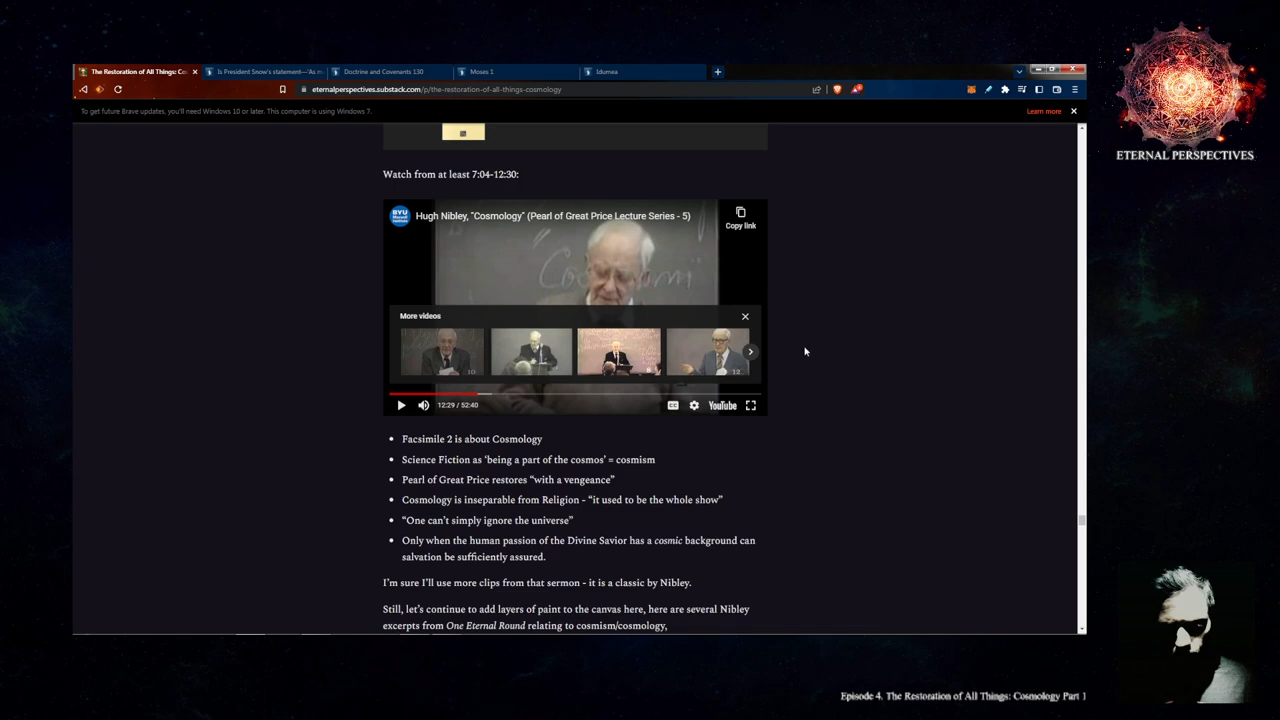 The Restoration of All Things: Co
Is President Snow's statement—'As m
Doctrine and Covenants 130
Moses 1
Idumea
eternalperspectives.substack.com/p/the-restoration-of-all-things-cosmology
To get future Brave updates, you'll need Windows 10 or later. This computer is using Windows 7.
Learn more
ETERNAL PERSPECTIVES
Watch from at least 7:04-12:30:
BYU
Hugh Nibley, "Cosmology" (Pearl of Great Price Lecture Series - 5)
Copy link
More videos
10
6
12
12:29 / 52:40
CC
YouTube
• Facsimile 2 is about Cosmology
• Science Fiction as 'being a part of the cosmos' = cosmism
• Pearl of Great Price restores “with a vengeance”
• Cosmology is inseparable from Religion - “it used to be the whole show”
• “One can't simply ignore the universe”
• Only when the human passion of the Divine Savior has a cosmic background can
salvation be sufficiently assured.
I'm sure I'll use more clips from that sermon - it is a classic by Nibley.
Still, let's continue to add layers of paint to the canvas here, here are several Nibley
excerpts from One Eternal Round relating to cosmism/cosmology,
Episode 4. The Restoration of All Things: Cosmology Part 1